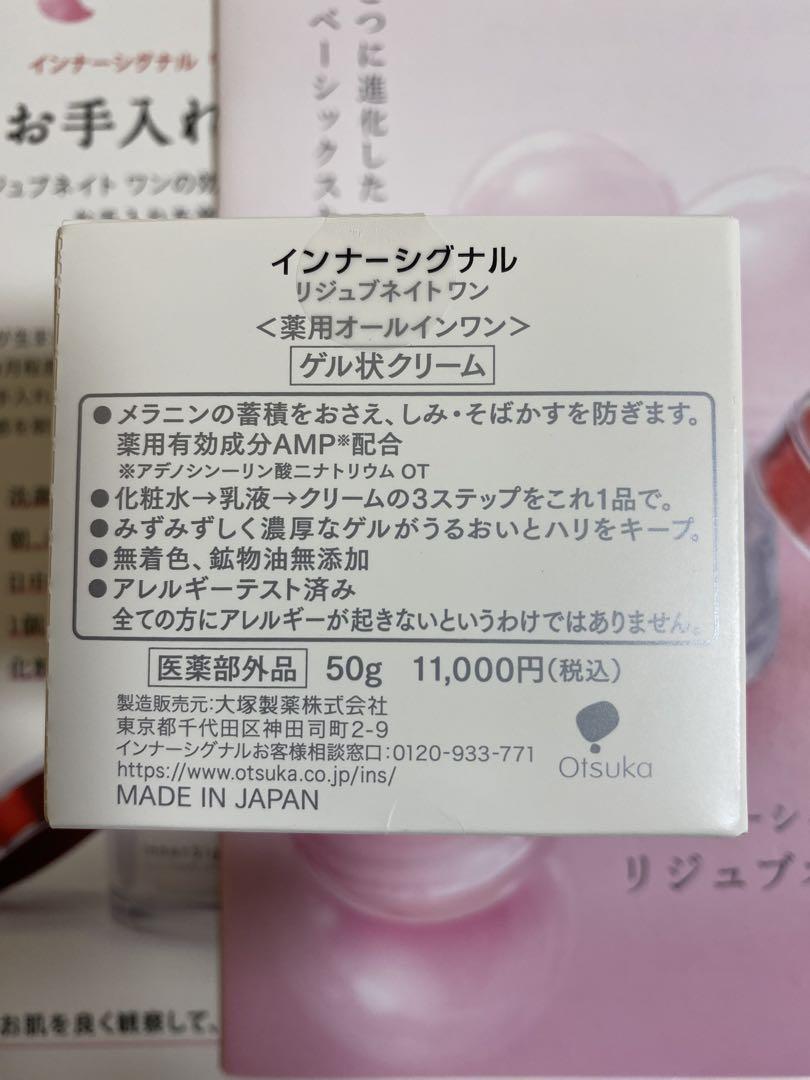 インナーシグナル
お手入れ
つに進化した
ベーシックス
インナーシグナル
リジュブネイト ワン
<薬用オールインワン>
ゲル状クリーム
●メラニンの蓄積をおさえ、しみ・そばかすを防ぎます。
薬用有効成分AMP※配合
※アデノシン一リン酸二ナトリウム OT
●化粧水→乳液→クリームの3ステップをこれ1品で。
●みずみずしく濃厚なゲルがうるおいとハリをキープ。
●無着色、鉱物油無添加
●アレルギーテスト済み
全ての方にアレルギーが起きないというわけではありません。
医薬部外品 50g 11,000円(税込)
製造販売元:大塚製薬株式会社
東京都千代田区神田司町2-9
インナーシグナルお客様相談窓口:0120-933-771
https://www.otsuka.co.jp/ins/
MADE IN JAPAN
Otsuka
リジュブ
お肌を良く観察して、